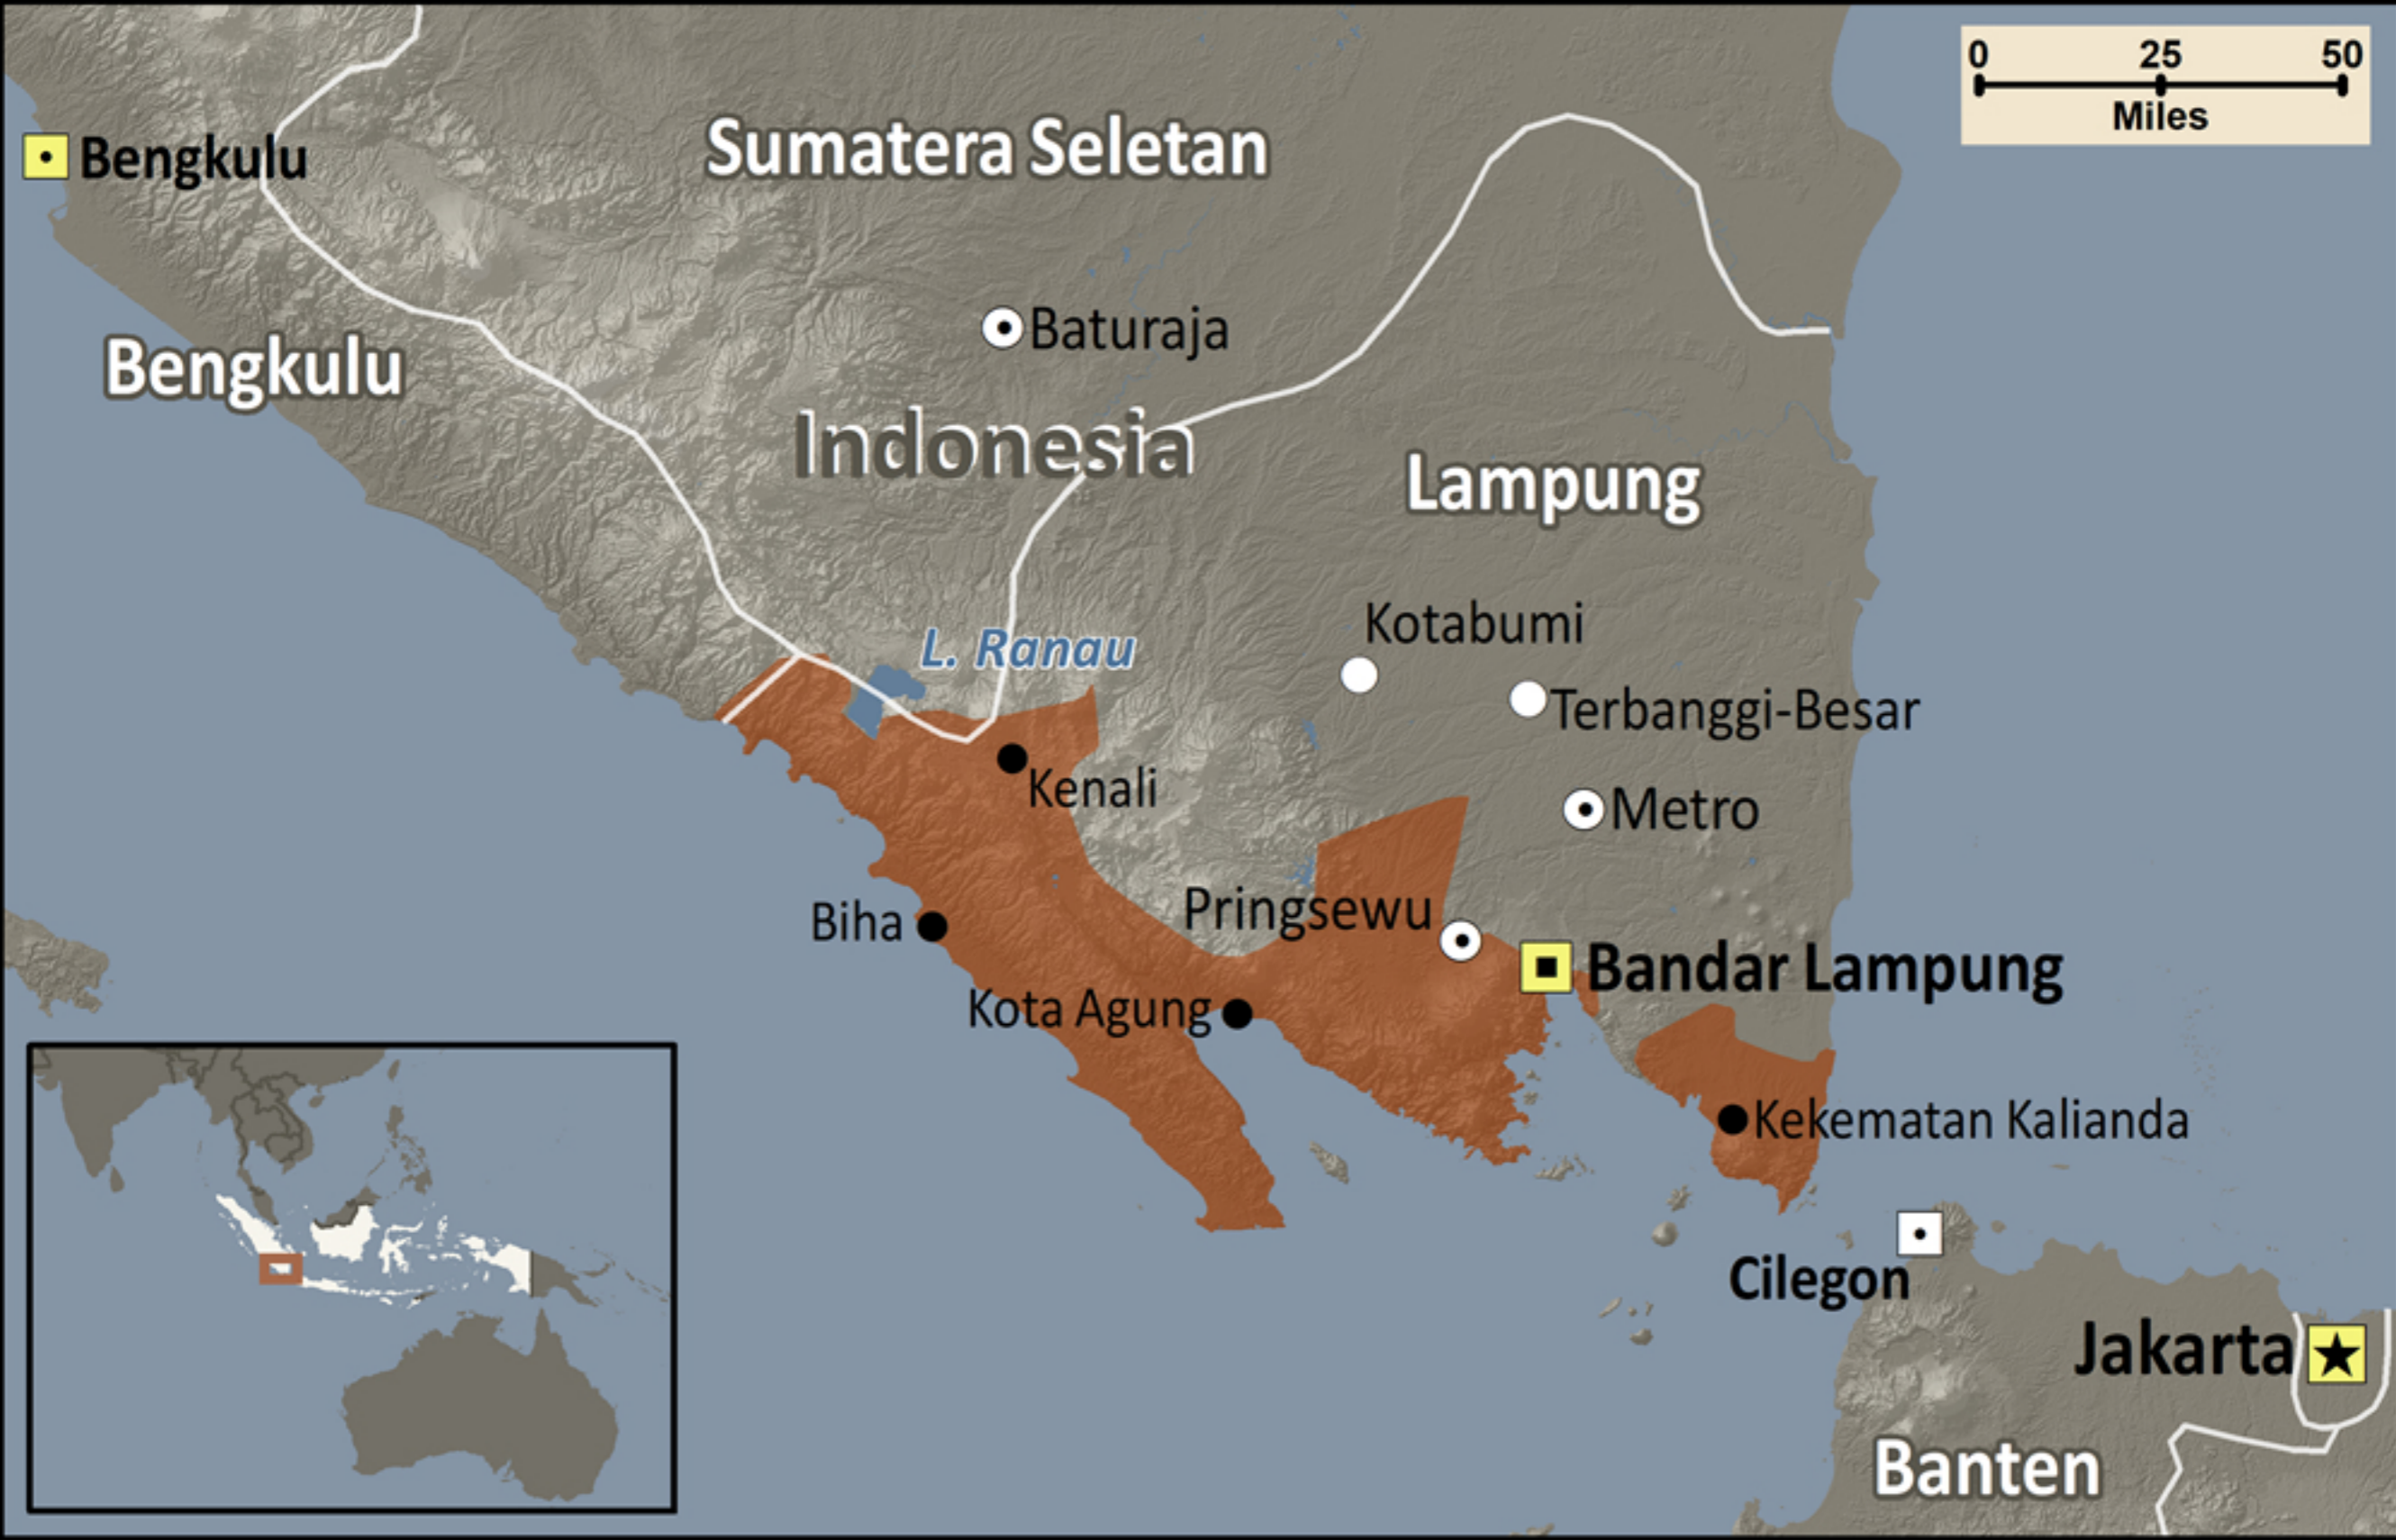 0 25 50
Miles
Sumatera Seletan
Bengkulu
Baturaja
Bengkulu
Indonesia
Lampung
Kotabumi
L. Ranau
Terbanggi-Besar
Kenali
Metro
Pringsewu
Biha
Bandar Lampung
Kota Agung
Kekematan Kalianda
Cilegon
Jakarta
Banten